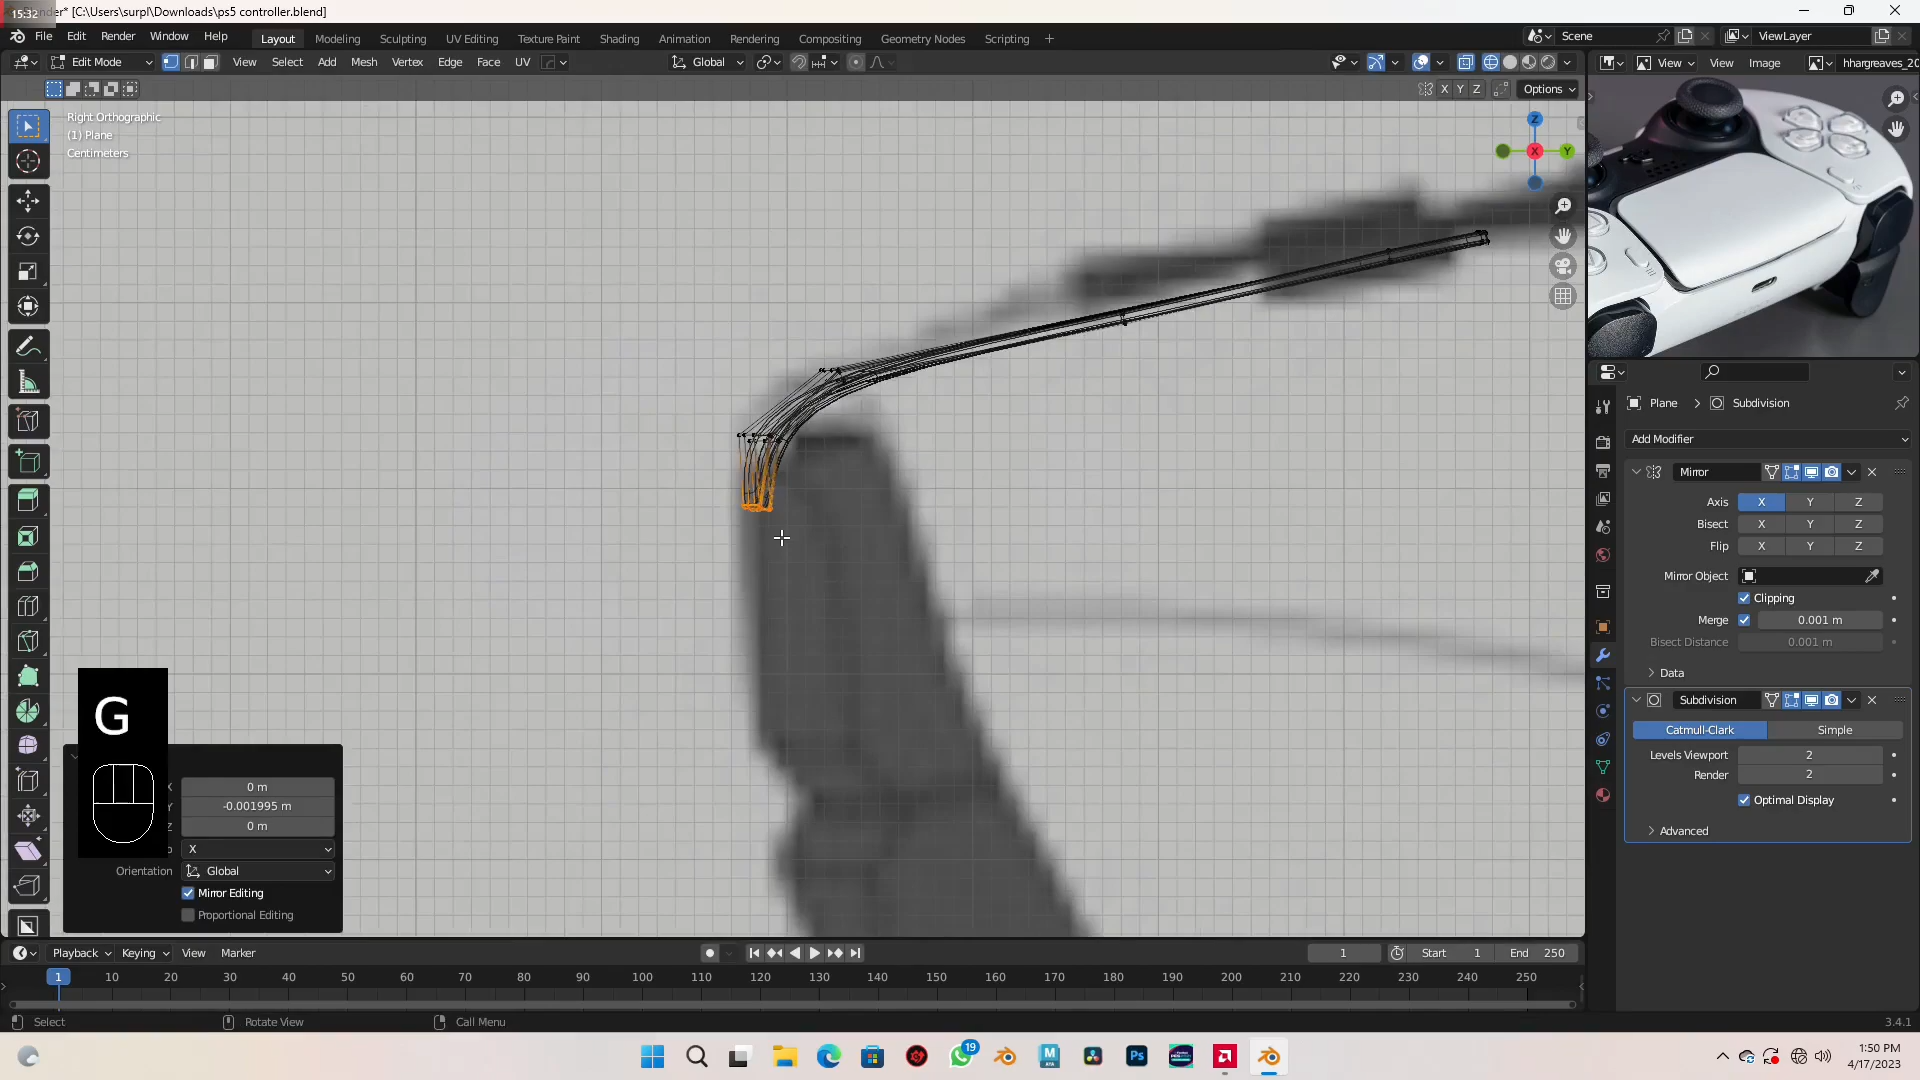 15:32
nder* [C:\Users\surpl\Downloads\ps5 controller.blend]
File Edit Render Window Help
Layout Modeling Sculpting UV Editing Texture Paint Shading Animation Rendering Compositing Geometry Nodes Scripting +
Scene
ViewLayer
Edit Mode View Select Add Mesh Vertex Edge Face UV
Global
View View Image hhargreaves_20
X Y Z Options
Right Orthographic
(1) Plane
Centimeters
Z
X
Y
G
X 0 m
Y -0.001995 m
Z 0 m
X
Orientation Global
Mirror Editing
Proportional Editing
Plane > Subdivision
Add Modifier
Mirror
Axis X Y Z
Bisect X Y Z
Flip X Y Z
Mirror Object
Clipping
Merge 0.001 m
Bisect Distance 0.001 m
Data
Subdivision
Catmull-Clark Simple
Levels Viewport 2
Render 2
Optimal Display
Advanced
Playback Keying View Marker
1 Start 1 End 250
1 10 20 30 40 50 60 70 80 90 100 110 120 130 140 150 160 170 180 190 200 210 220 230 240 250
Select Rotate View Call Menu 3.4.1
19
M
Ps
1:50 PM
4/17/2023